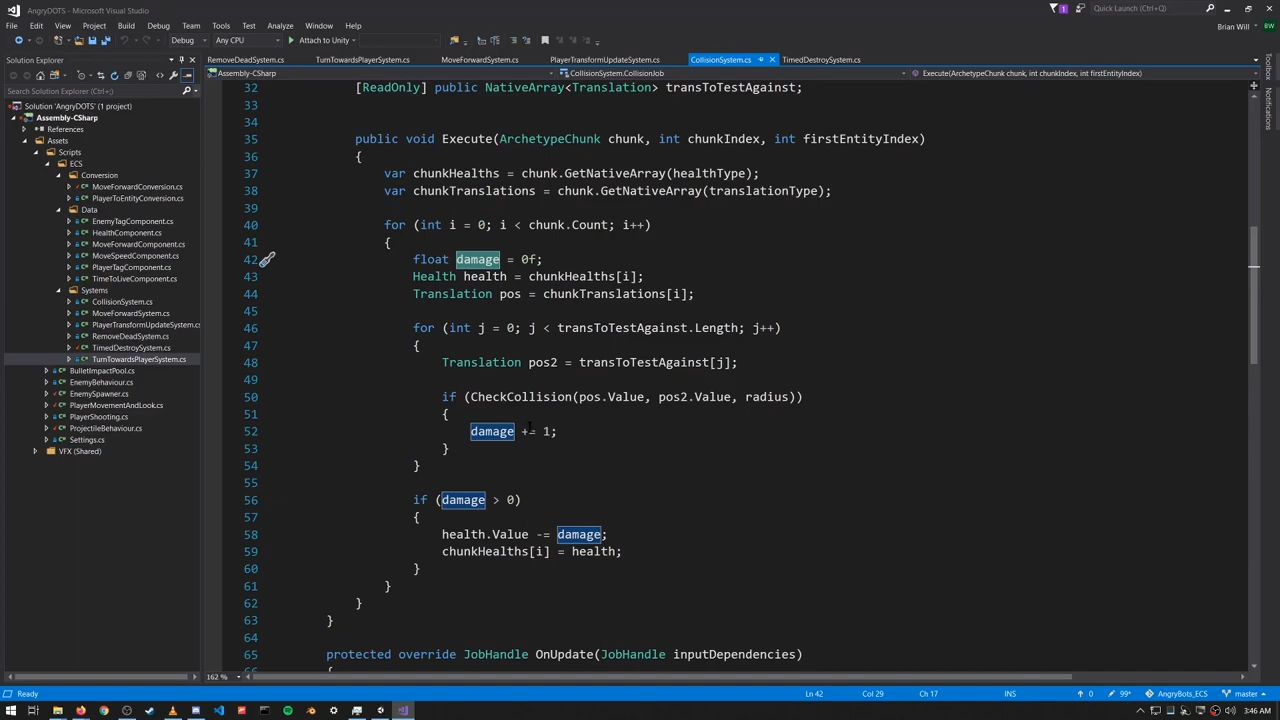 AngryDOTS - Microsoft Visual Studio
Quick Launch (Ctrl+Q)
File Edit View Project Build Debug Team Tools Test Analyze Window Help
Brian Will
BW
Debug Any CPU Attach to Unity
Solution Explorer
RemoveDeadSystem.cs TurnTowardsPlayerSystem.cs MoveForwardSystem.cs PlayerTransformUpdateSystem.cs CollisionSystem.cs TimedDestroySystem.cs
Assembly-CSharp CollisionSystem.CollisionJob Execute(ArchetypeChunk chunk, int chunkIndex, int firstEntityIndex)
Toolbox
Notifications
Search Solution Explorer (Ctrl+;)
Solution 'AngryDOTS' (1 project)
Assembly-CSharp
References
Assets
Scripts
ECS
Conversion
MoveForwardConversion.cs
PlayerToEntityConversion.cs
Data
EnemyTagComponent.cs
HealthComponent.cs
MoveForwardComponent.cs
MoveSpeedComponent.cs
PlayerTagComponent.cs
TimeToLiveComponent.cs
Systems
CollisionSystem.cs
MoveForwardSystem.cs
PlayerTransformUpdateSystem.cs
RemoveDeadSystem.cs
TimedDestroySystem.cs
TurnTowardsPlayerSystem.cs
BulletImpactPool.cs
EnemyBehaviour.cs
EnemySpawner.cs
PlayerMovementAndLook.cs
PlayerShooting.cs
ProjectileBehaviour.cs
Settings.cs
VFX (Shared)
32 [ReadOnly] public NativeArray<Translation> transToTestAgainst;
33
34
35 public void Execute(ArchetypeChunk chunk, int chunkIndex, int firstEntityIndex)
36 {
37 var chunkHealths = chunk.GetNativeArray(healthType);
38 var chunkTranslations = chunk.GetNativeArray(translationType);
39
40 for (int i = 0; i < chunk.Count; i++)
41 {
42 float damage = 0f;
43 Health health = chunkHealths[i];
44 Translation pos = chunkTranslations[i];
45
46 for (int j = 0; j < transToTestAgainst.Length; j++)
47 {
48 Translation pos2 = transToTestAgainst[j];
49
50 if (CheckCollision(pos.Value, pos2.Value, radius))
51 {
52 damage += 1;
53 }
54 }
55
56 if (damage > 0)
57 {
58 health.Value -= damage;
59 chunkHealths[i] = health;
60 }
61 }
62 }
63 }
64
65 protected override JobHandle OnUpdate(JobHandle inputDependencies)
66 {
162 %
Ready Ln 42 Col 29 Ch 17 INS 0 99* AngryBots_ECS master
3:46 AM